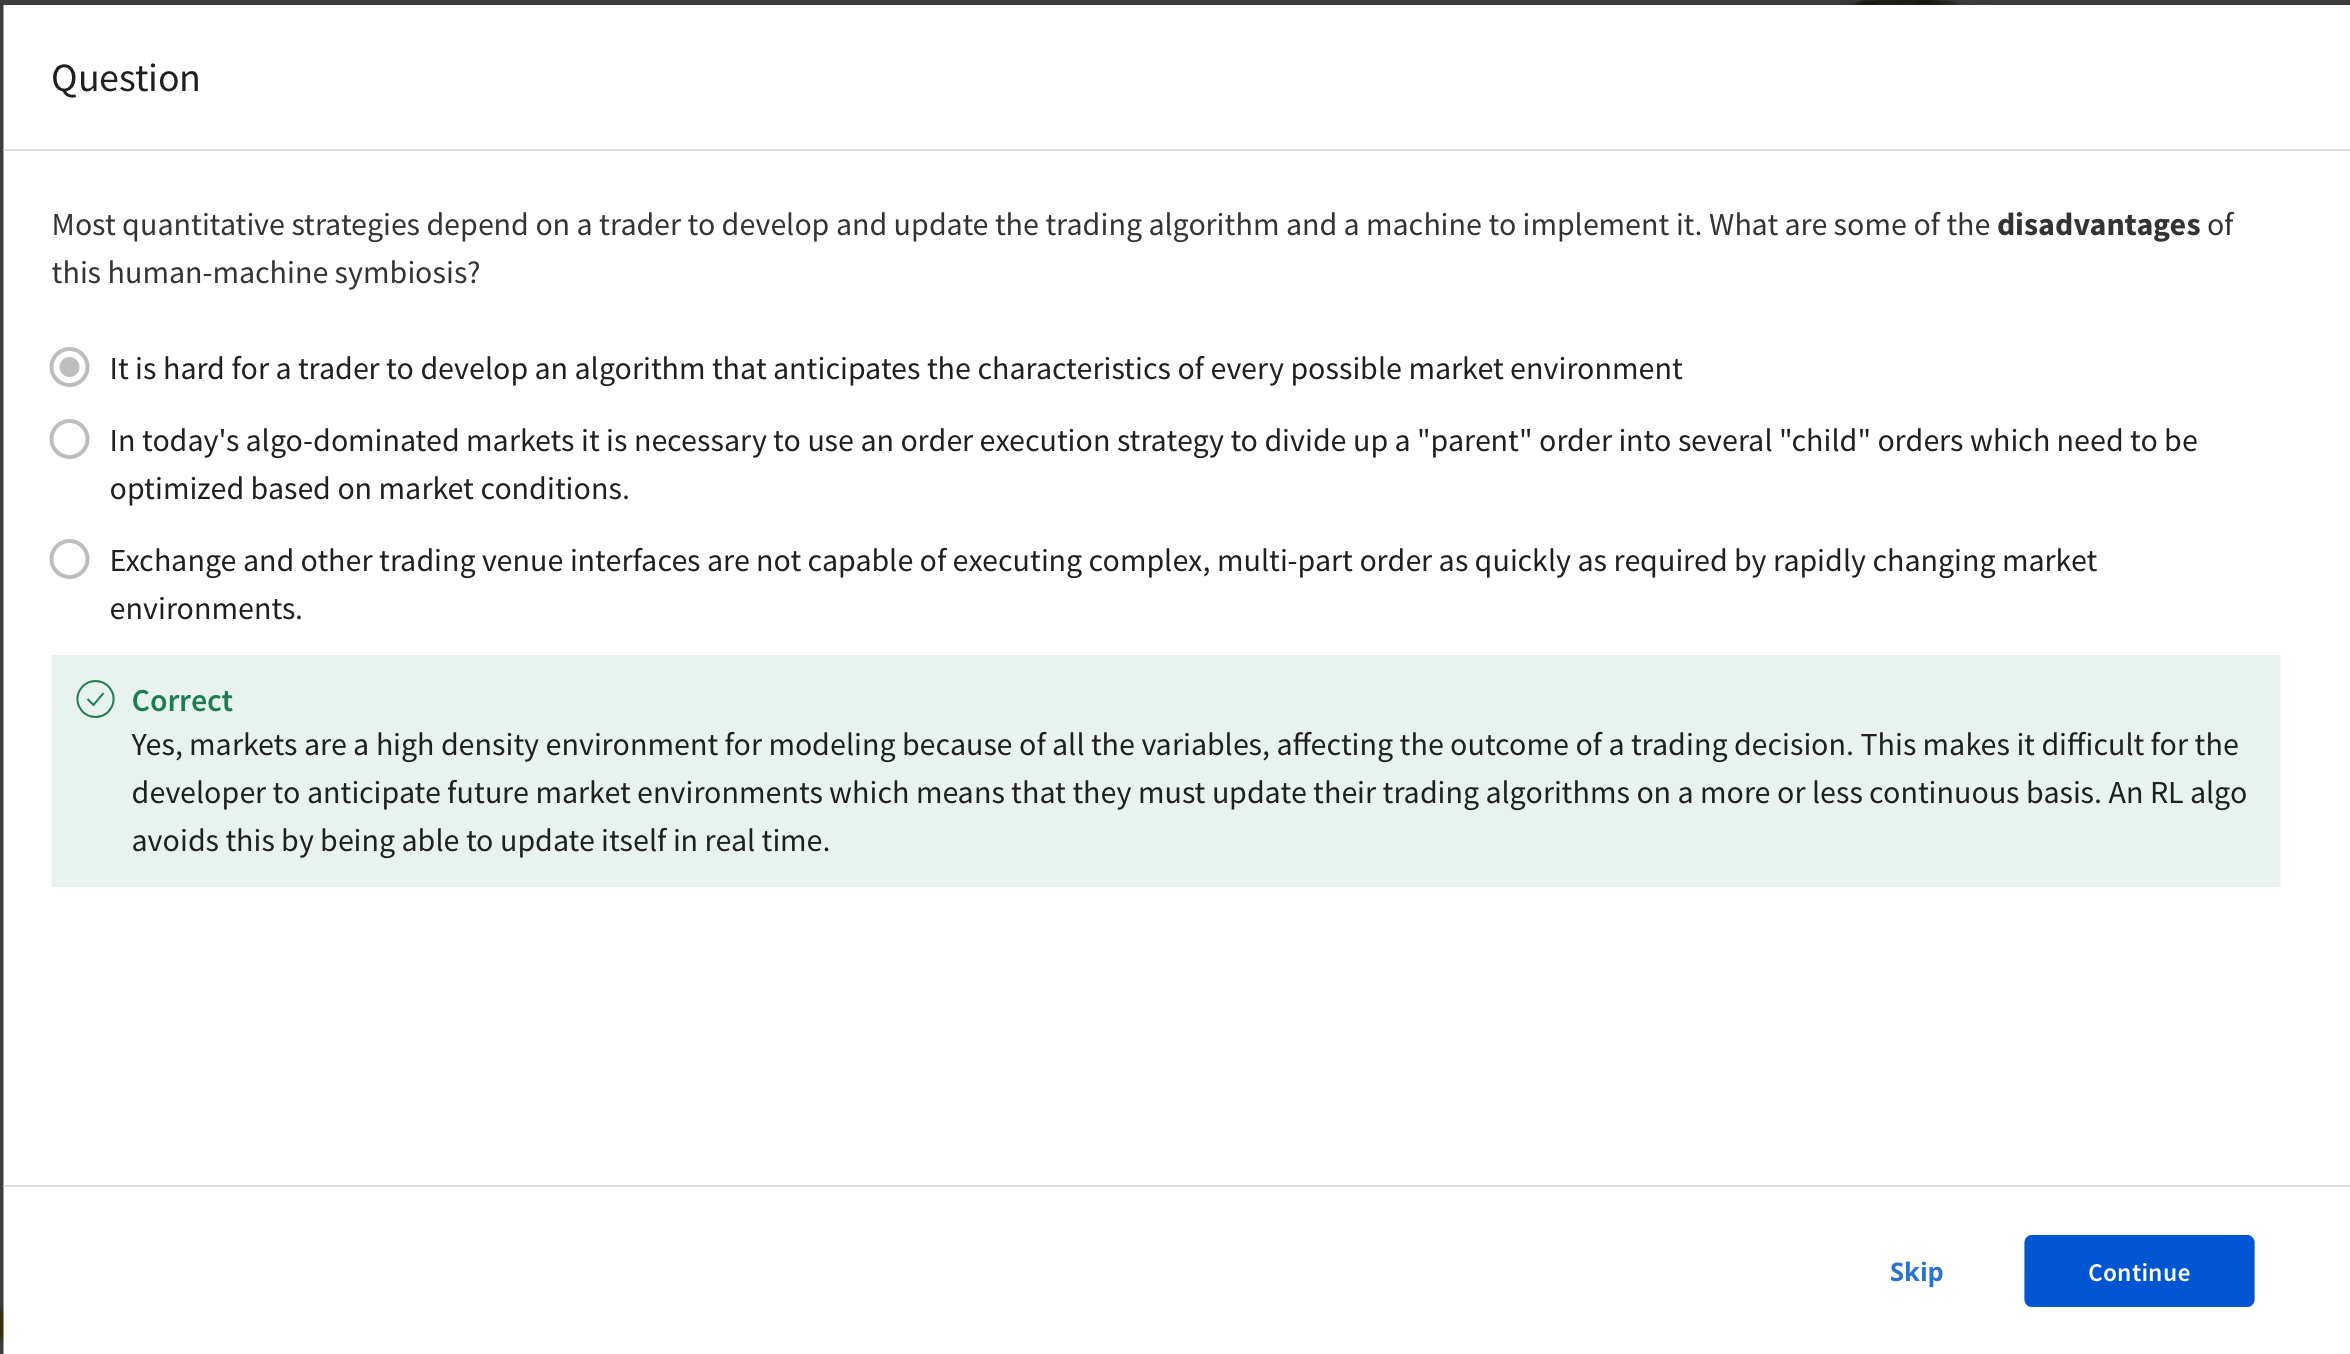 Question
Most quantitative strategies depend on a trader to develop and update the trading algorithm and a machine to implement it. What are some of the disadvantages of
this human-machine symbiosis?
It is hard for a trader to develop an algorithm that anticipates the characteristics of every possible market environment
In today's algo-dominated markets it is necessary to use an order execution strategy to divide up a "parent" order into several "child" orders which need to be
optimized based on market conditions.
Exchange and other trading venue interfaces are not capable of executing complex, multi-part order as quickly as required by rapidly changing market
environments.
Correct
Yes, markets are a high density environment for modeling because of all the variables, affecting the outcome of a trading decision. This makes it difficult for the
developer to anticipate future market environments which means that they must update their trading algorithms on a more or less continuous basis. An RL algo
avoids this by being able to update itself in real time.
Skip
Continue